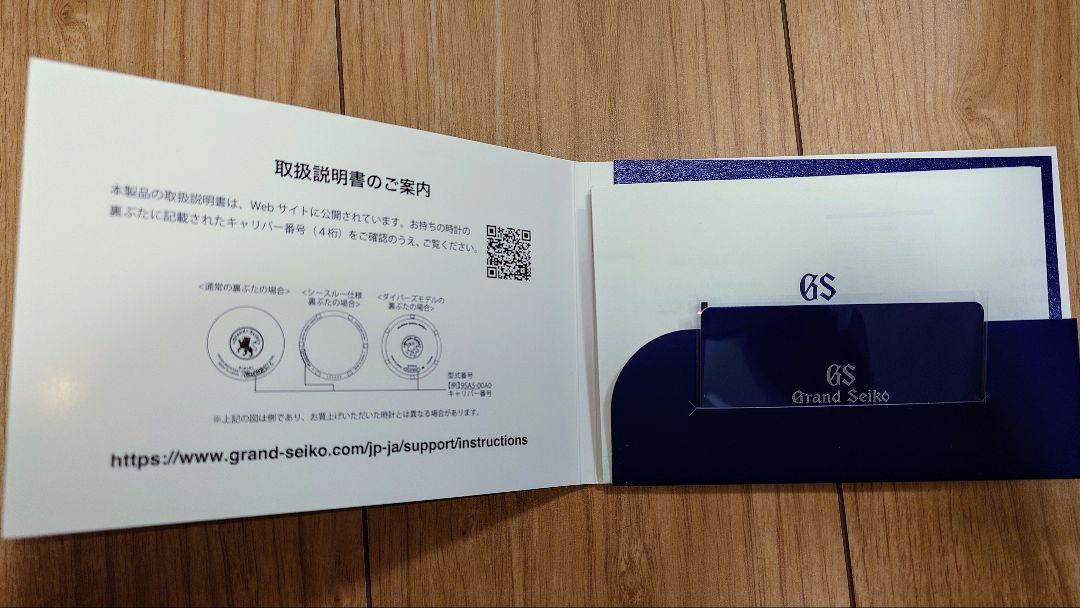 取扱説明書のご案内
本製品の取扱説明書は、Webサイトに公開されています。お持ちの時計の
裏ぶたに記載されたキャリバー番号（4桁）をご確認のうえ、ご覧ください。
<通常の裏ぶたの場合>
<シースルー仕様
裏ぶたの場合>
<ダイバーズモデルの
裏ぶたの場合>
型式番号
【例】9SA5-00A0
キャリバー番号
※上記の図は例であり、お買上げいただいた時計とは異なる場合があります。
https://www.grand-seiko.com/jp-ja/support/instructions
GS
GS
Grand Seiko